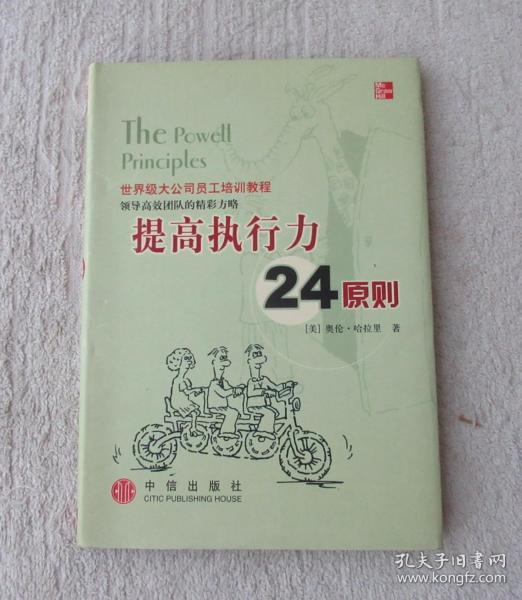 Mc
Graw
Hill
The Powell
Principles
世界级大公司员工培训教程
领导高效团队的精彩方略
提高执行力
24原则
[美] 奥伦·哈拉里 著
中信出版社
CITIC PUBLISHING HOUSE
孔夫子旧书网
www.kongfz.com